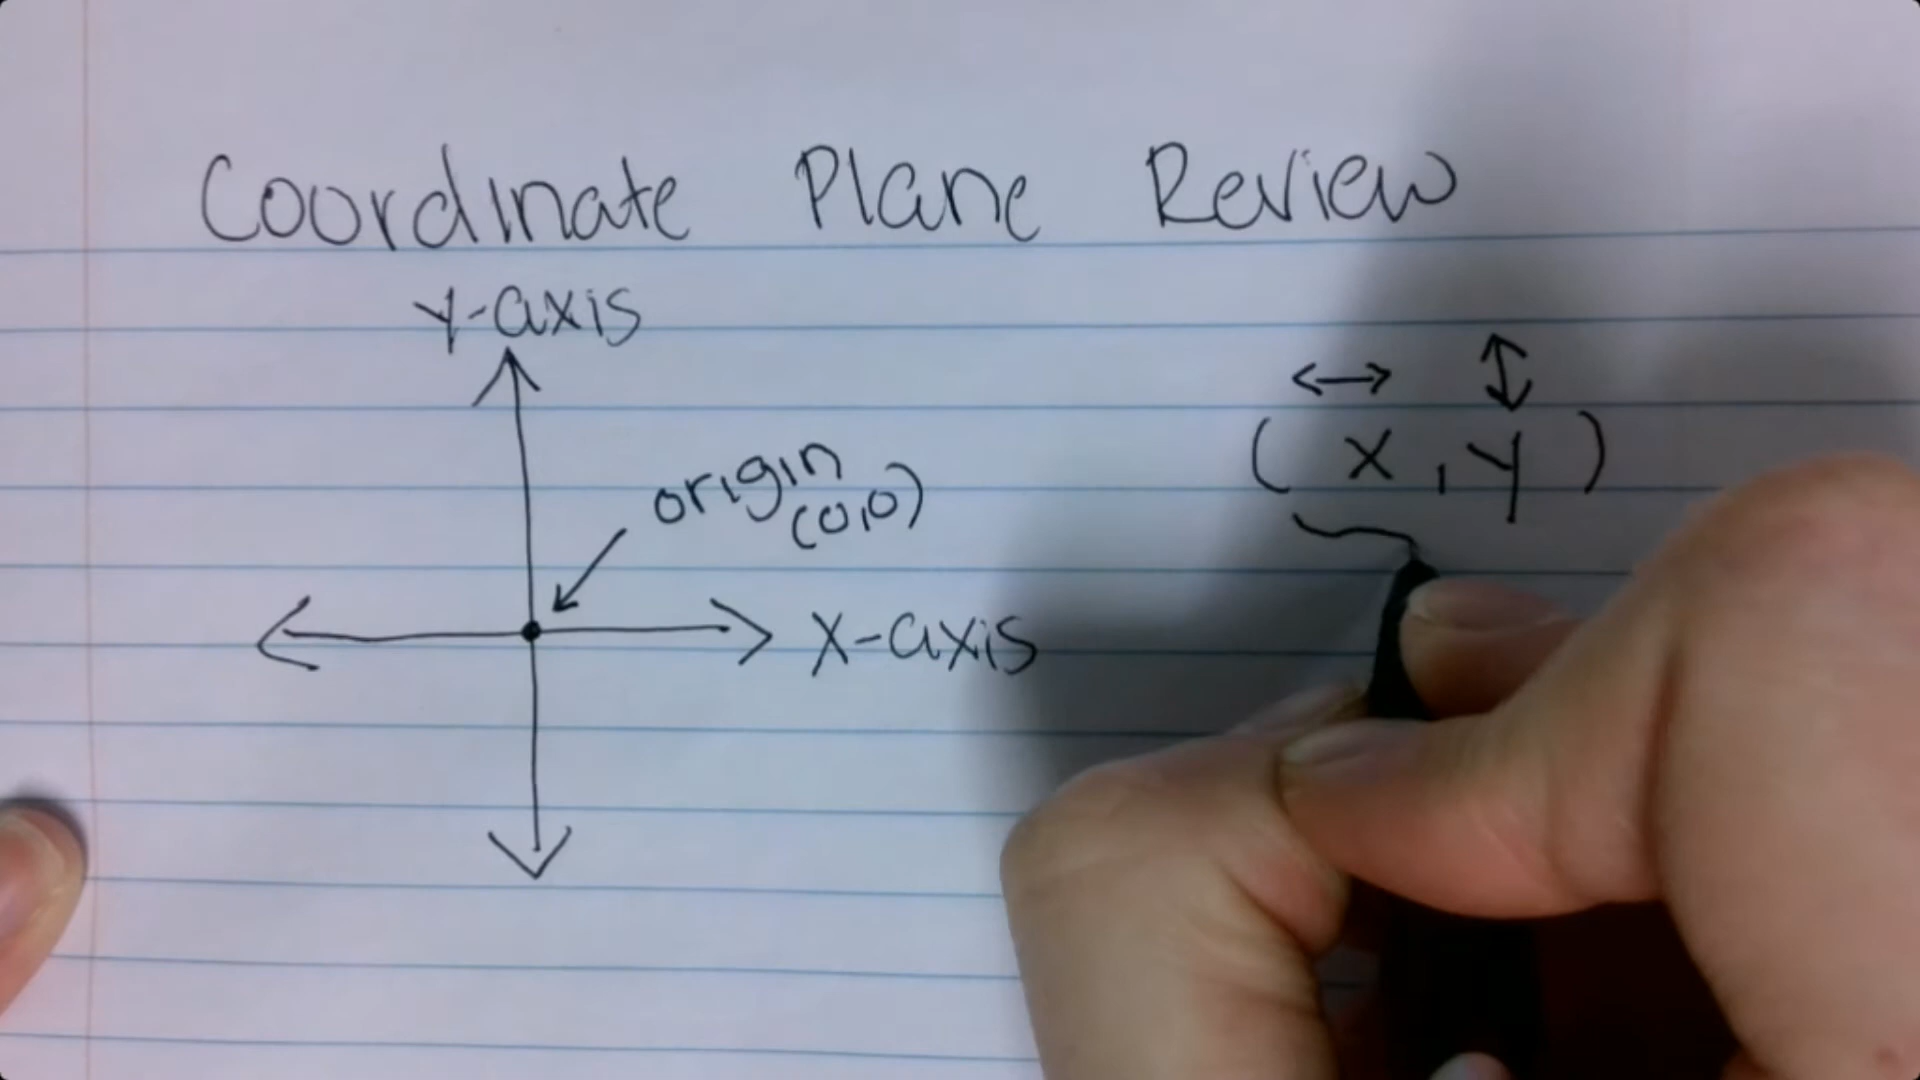 Coordinate Plane Review
y-axis
origin
(0,0)
x-axis
(x,y)